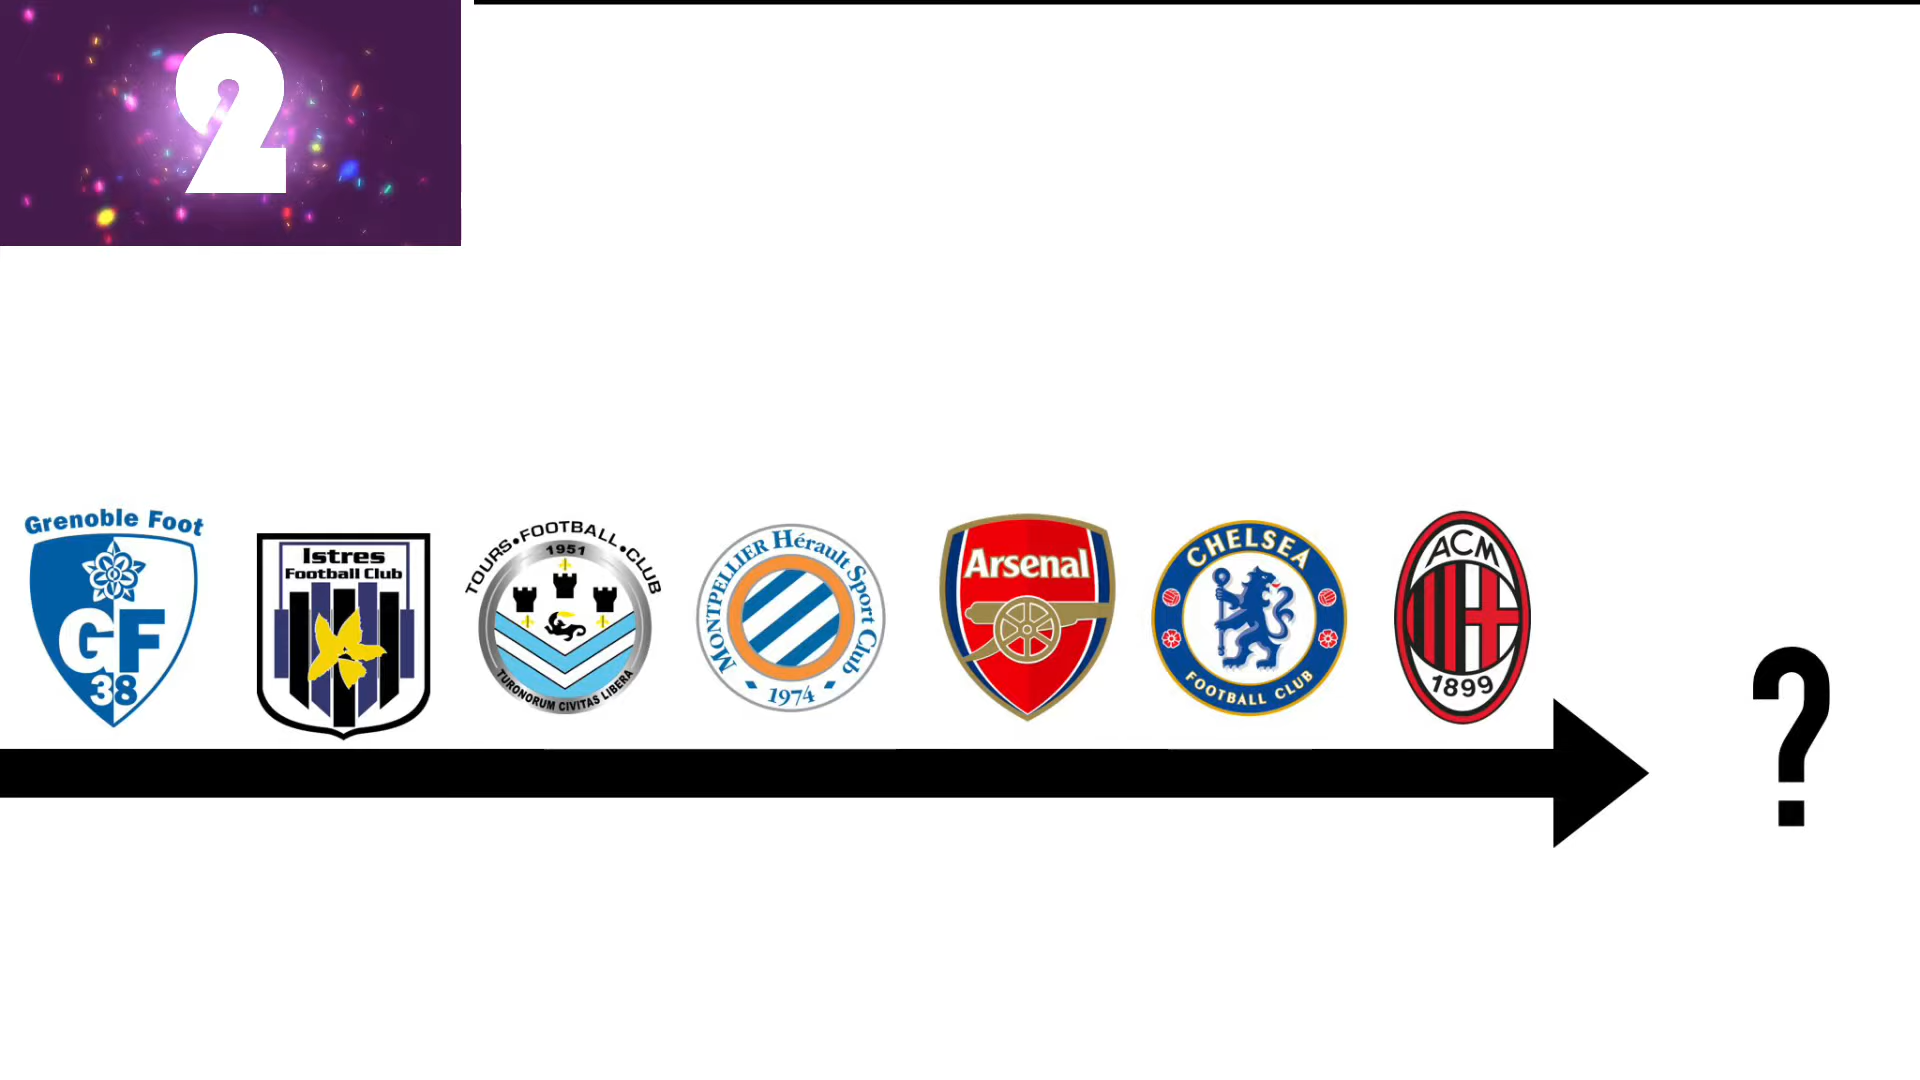 2
Grenoble Foot
GF
38
Istres
Football Club
TOURS•FOOTBALL•CLUB
1951
TURONORUM CIVITAS LIBERA
MONTPELLIER Hérault Sport Club
1974
Arsenal
CHELSEA
FOOTBALL CLUB
ACM
1899
?